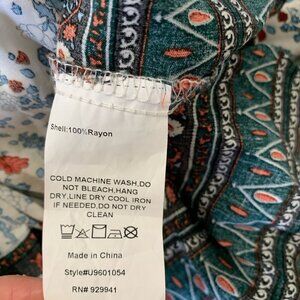 Shell:100%Rayon
COLD MACHINE WASH,DO
NOT BLEACH,HANG
DRY,LINE DRY COOL IRON
IF NEEDED.DO NOT DRY
CLEAN
Made in China
Style#U9601054
RN# 929941